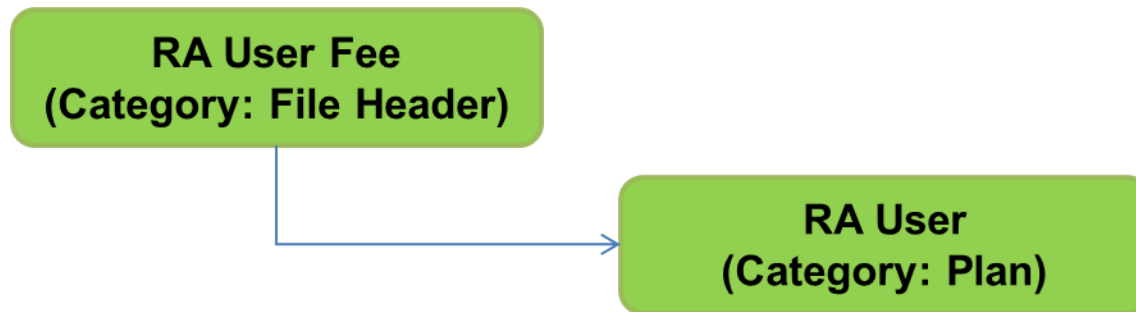 RA User Fee
(Category: File Header)
RA User
(Category: Plan)